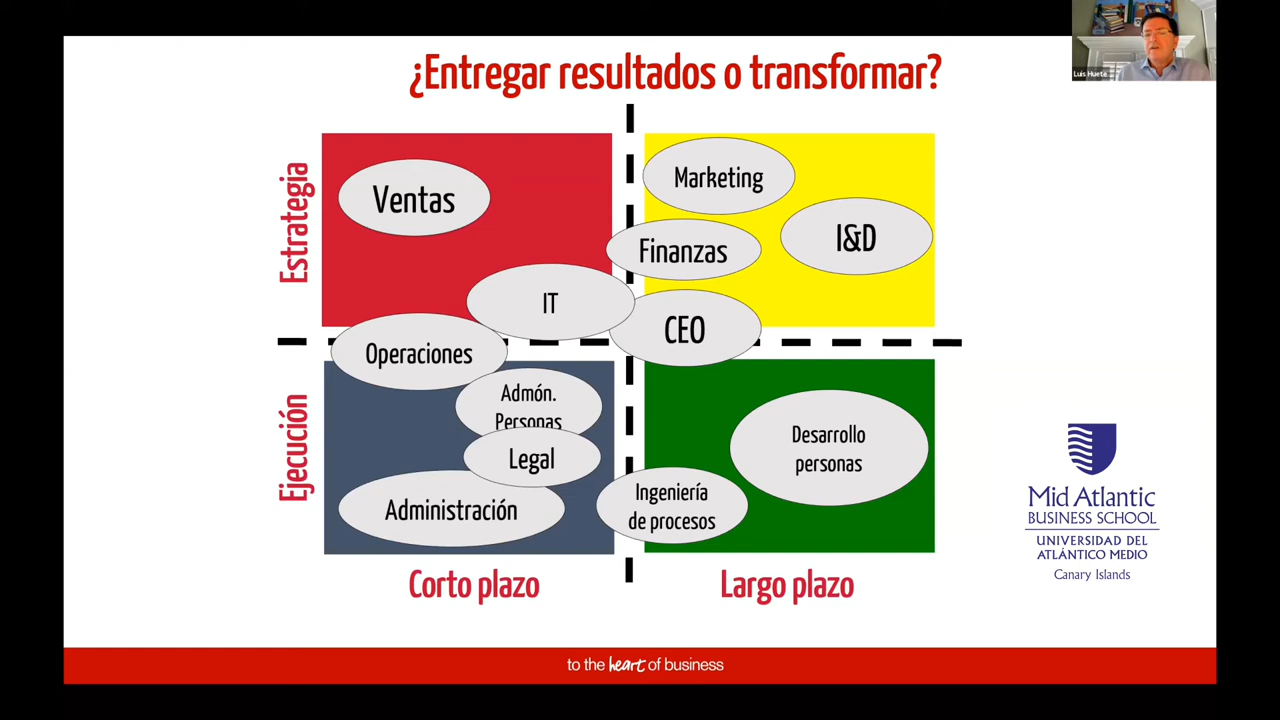 ¿Entregar resultados o transformar?
Luis Huete
Estrategia
Ventas
Marketing
I&D
Finanzas
IT
CEO
Operaciones
Ejecución
Admón.
Personas
Legal
Administración
Desarrollo
personas
Ingeniería
de procesos
Corto plazo
Largo plazo
Mid Atlantic
BUSINESS SCHOOL
UNIVERSIDAD DEL
ATLÁNTICO MEDIO
Canary Islands
to the heart of business